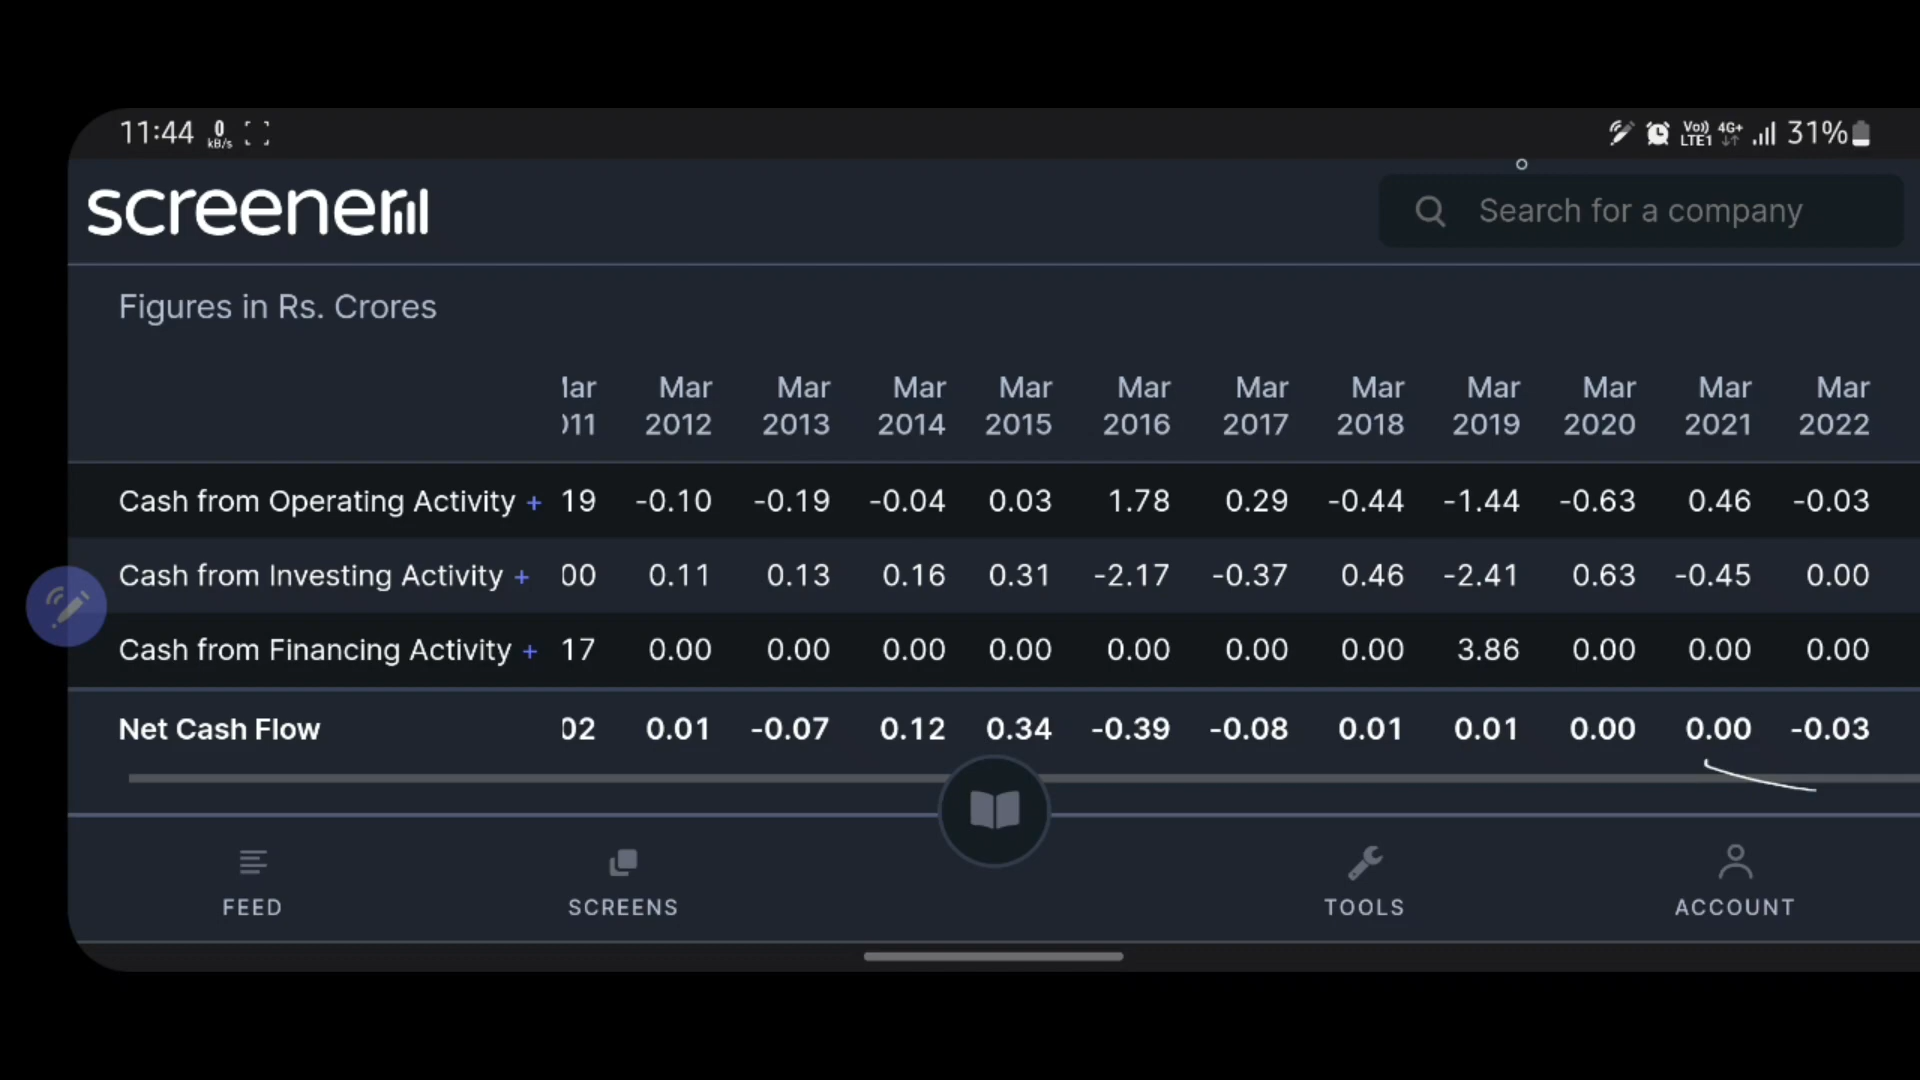 11:44 0 kB/s Vo)) LTE1 4G+ 31%
screener
Search for a company
Figures in Rs. Crores
Mar Mar Mar Mar Mar Mar Mar Mar Mar Mar Mar
2012 2013 2014 2015 2016 2017 2018 2019 2020 2021 2022
Cash from Operating Activity + 19 -0.10 -0.19 -0.04 0.03 1.78 0.29 -0.44 -1.44 -0.63 0.46 -0.03
Cash from Investing Activity + 00 0.11 0.13 0.16 0.31 -2.17 -0.37 0.46 -2.41 0.63 -0.45 0.00
Cash from Financing Activity + 17 0.00 0.00 0.00 0.00 0.00 0.00 0.00 3.86 0.00 0.00 0.00
Net Cash Flow 02 0.01 -0.07 0.12 0.34 -0.39 -0.08 0.01 0.01 0.00 0.00 -0.03
FEED SCREENS TOOLS ACCOUNT